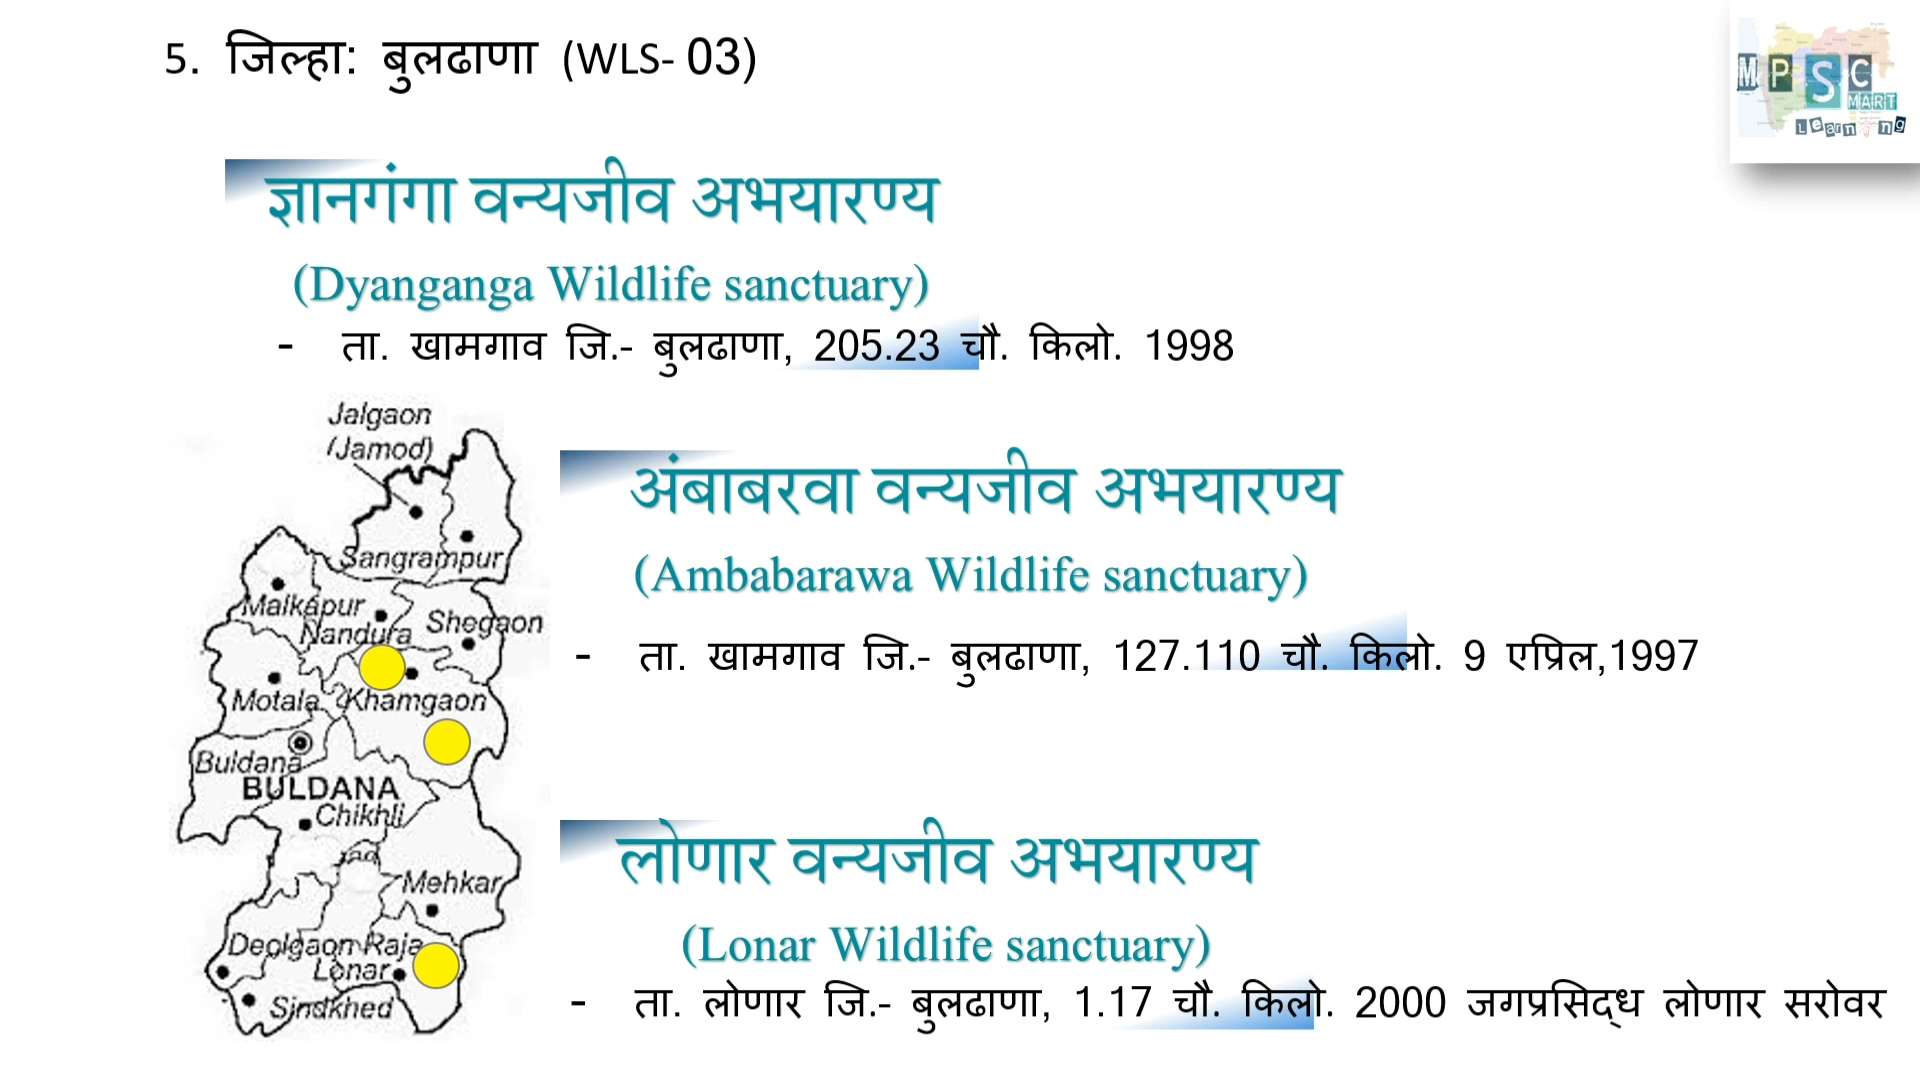 5. जिल्हा: बुलढाणा (WLS- 03)
MPSC
MART
Learning
ज्ञानगंगा वन्यजीव अभयारण्य
(Dyanganga Wildlife sanctuary)
- ता. खामगाव जि.- बुलढाणा, 205.23 चौ. किलो. 1998
अंबाबरवा वन्यजीव अभयारण्य
(Ambabarawa Wildlife sanctuary)
- ता. खामगाव जि.- बुलढाणा, 127.110 चौ. किलो. 9 एप्रिल,1997
लोणार वन्यजीव अभयारण्य
(Lonar Wildlife sanctuary)
- ता. लोणार जि.- बुलढाणा, 1.17 चौ. किलो. 2000 जगप्रसिद्ध लोणार सरोवर
Jalgaon
(Jamod)
Sangrampur
Malkapur
Nandura
Shegaon
Motala
Khamgaon
Buldana
BULDANA
Chikhli
Mehkar
Deolgaon Raja
Lonar
Sindkhed